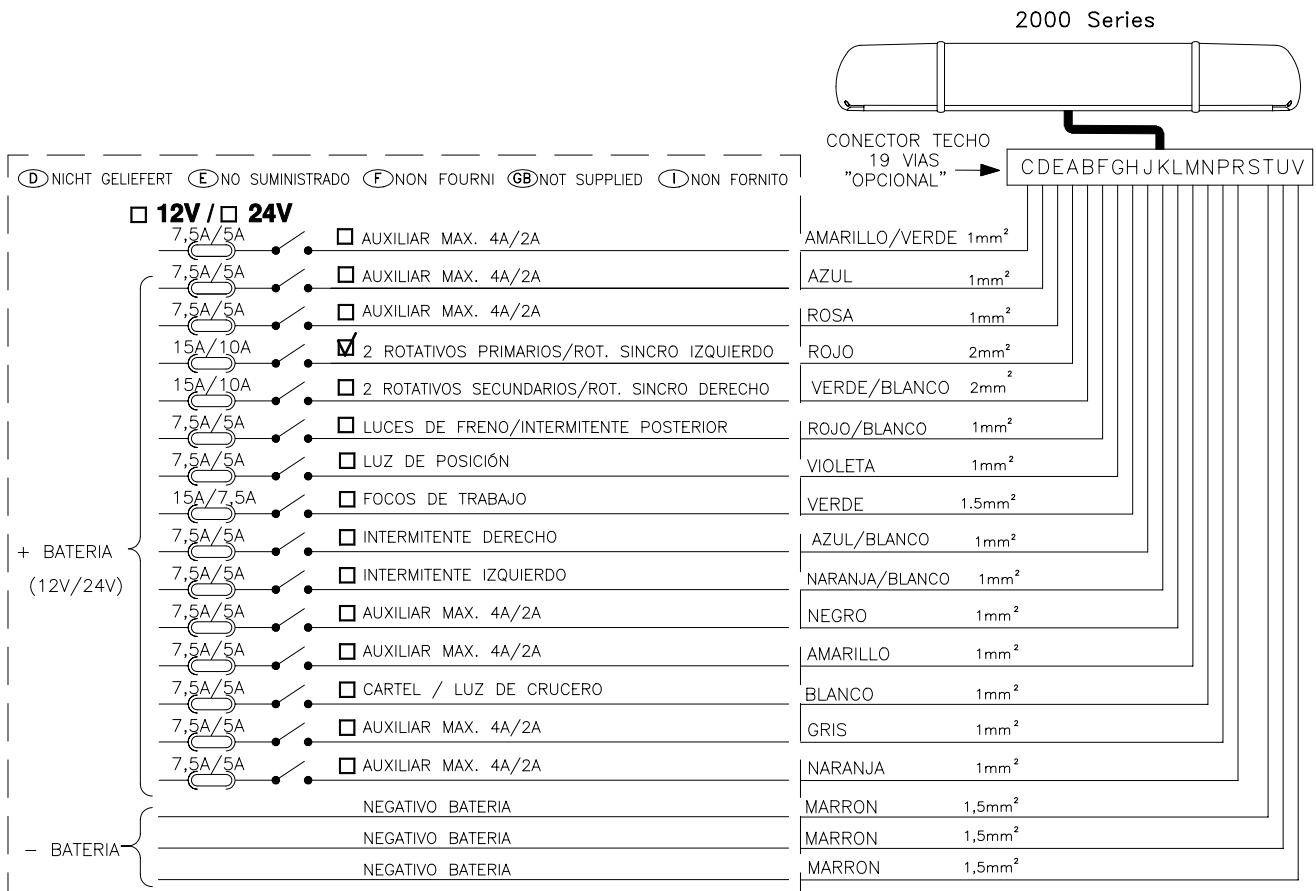 2000 Series
CONECTOR TECHO
19 VIAS
"OPCIONAL"
CDEABFGHJKLMNPRSTUV
D NICHT GELIEFERT E NO SUMINISTRADO F NON FOURNI GB NOT SUPPLIED I NON FORNITO
12V / 24V
7,5A/5A AUXILIAR MAX. 4A/2A AMARILLO/VERDE 1mm²
7,5A/5A AUXILIAR MAX. 4A/2A AZUL 1mm²
7,5A/5A AUXILIAR MAX. 4A/2A ROSA 1mm²
15A/10A 2 ROTATIVOS PRIMARIOS/ROT. SINCRO IZQUIERDO ROJO 2mm²
15A/10A 2 ROTATIVOS SECUNDARIOS/ROT. SINCRO DERECHO VERDE/BLANCO 2mm²
7,5A/5A LUCES DE FRENO/INTERMITENTE POSTERIOR ROJO/BLANCO 1mm²
7,5A/5A LUZ DE POSICIÓN VIOLETA 1mm²
15A/7,5A FOCOS DE TRABAJO VERDE 1.5mm²
7,5A/5A INTERMITENTE DERECHO AZUL/BLANCO 1mm²
+ BATERIA
(12V/24V)
7,5A/5A INTERMITENTE IZQUIERDO NARANJA/BLANCO 1mm²
7,5A/5A AUXILIAR MAX. 4A/2A NEGRO 1mm²
7,5A/5A AUXILIAR MAX. 4A/2A AMARILLO 1mm²
7,5A/5A CARTEL / LUZ DE CRUCERO BLANCO 1mm²
7,5A/5A AUXILIAR MAX. 4A/2A GRIS 1mm²
7,5A/5A AUXILIAR MAX. 4A/2A NARANJA 1mm²
NEGATIVO BATERIA MARRON 1,5mm²
NEGATIVO BATERIA MARRON 1,5mm²
- BATERIA
NEGATIVO BATERIA MARRON 1,5mm²